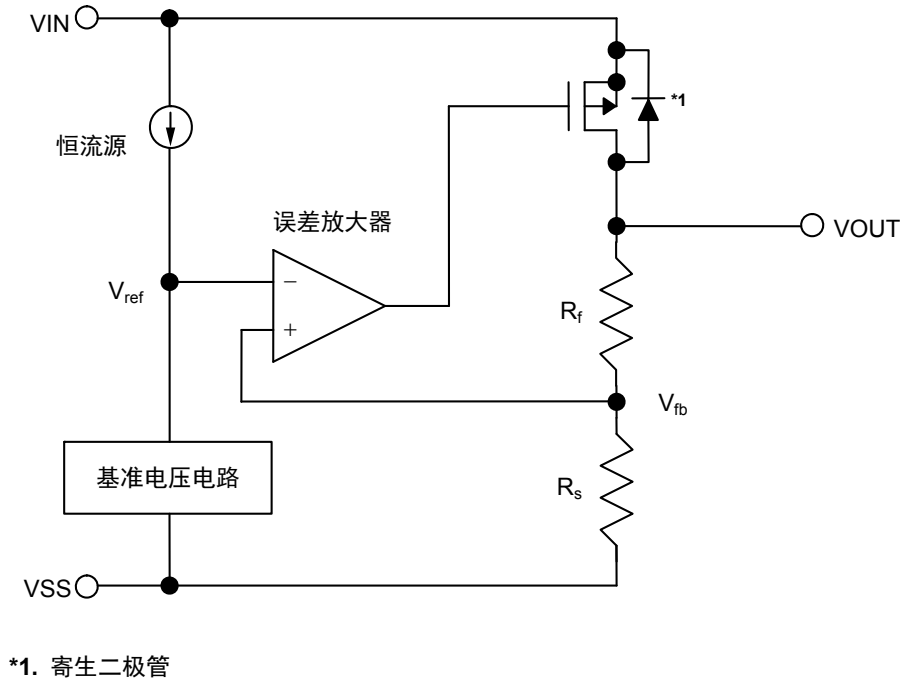 VIN
*1
恒流源
误差放大器
VOUT
Vref
−
+
Rf
Vfb
基准电压电路
Rs
VSS
*1. 寄生二极管